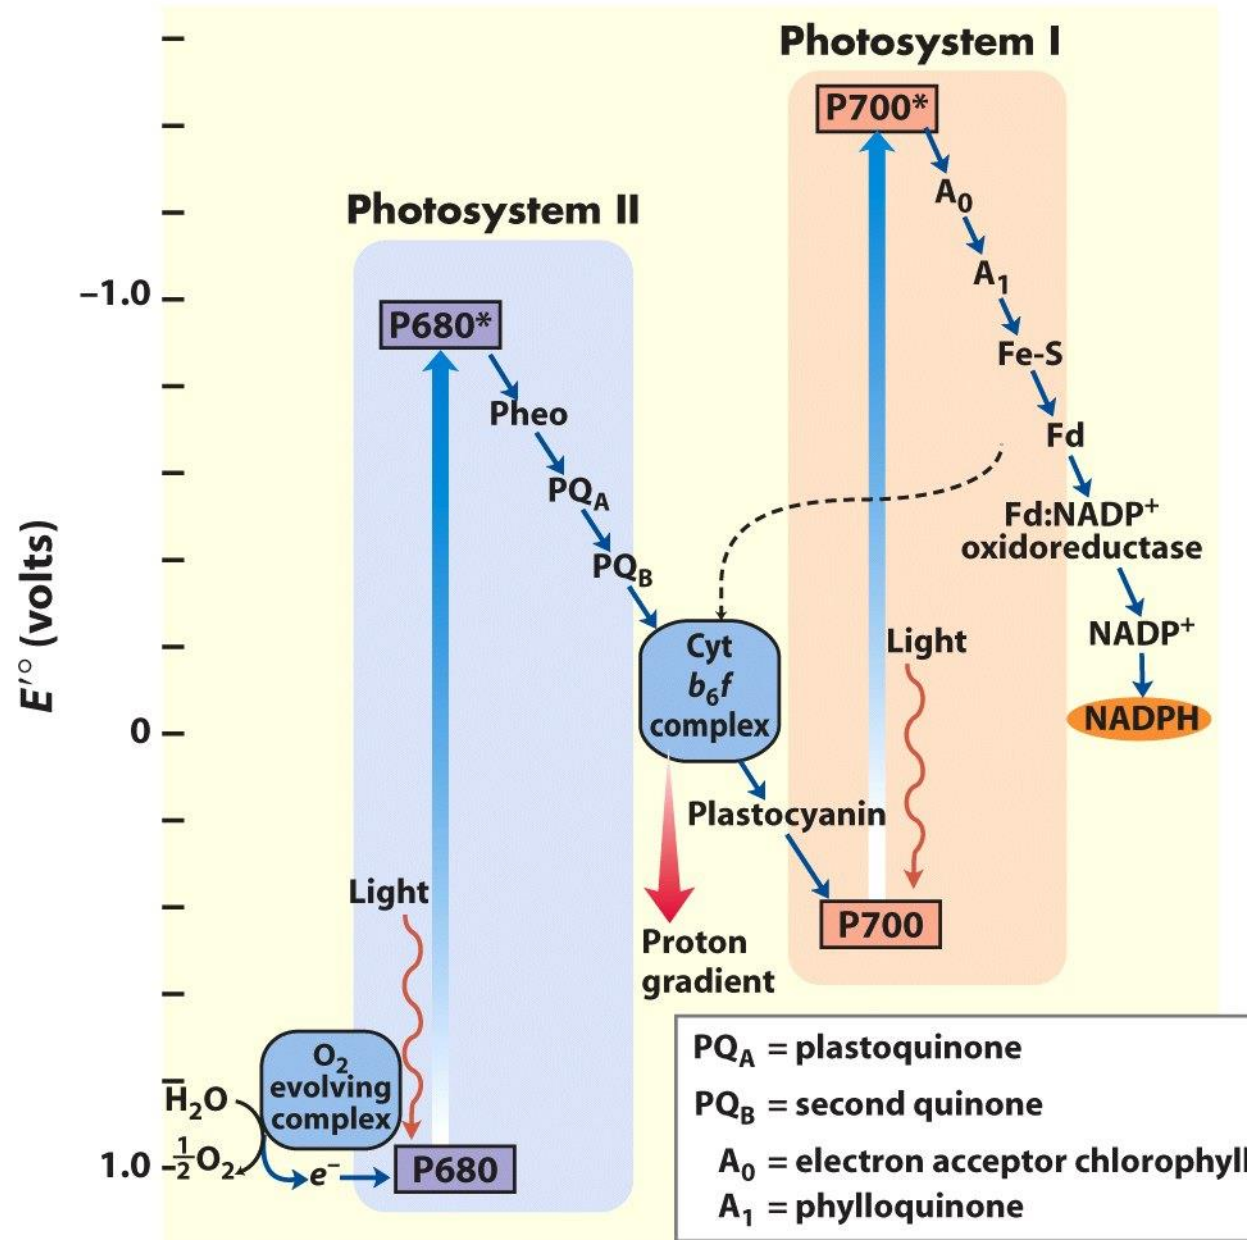 Photosystem I
P700*
A0
A1
Fe-S
Fd
Fd:NADP+
oxidoreductase
NADP+
NADPH
Light
P700
Photosystem II
P680*
Pheo
PQA
PQB
Cyt
b6f
complex
Plastocyanin
Proton
gradient
Light
O2
evolving
complex
H2O
1/2O2
e−
P680
E′° (volts)
–1.0
0
1.0
PQA = plastoquinone
PQB = second quinone
A0 = electron acceptor chlorophyll
A1 = phylloquinone